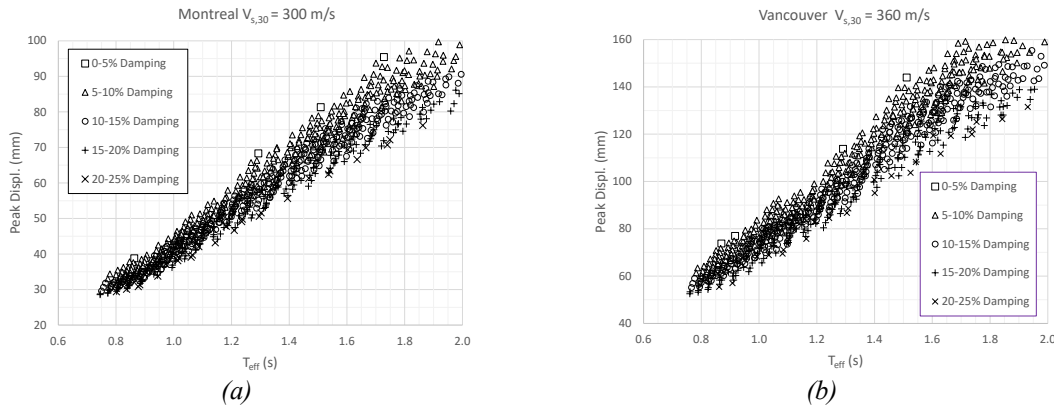 Montreal Vs,30 = 300 m/s
Peak Displ. (mm)
100
90
80
70
60
50
40
30
20
0-5% Damping
5-10% Damping
10-15% Damping
15-20% Damping
20-25% Damping
0.6 0.8 1.0 1.2 1.4 1.6 1.8 2.0
Teff (s)
(a)
Vancouver Vs,30 = 360 m/s
Peak Displ. (mm)
160
140
120
100
80
60
40
0-5% Damping
5-10% Damping
10-15% Damping
15-20% Damping
20-25% Damping
0.6 0.8 1.0 1.2 1.4 1.6 1.8 2.0
Teff (s)
(b)